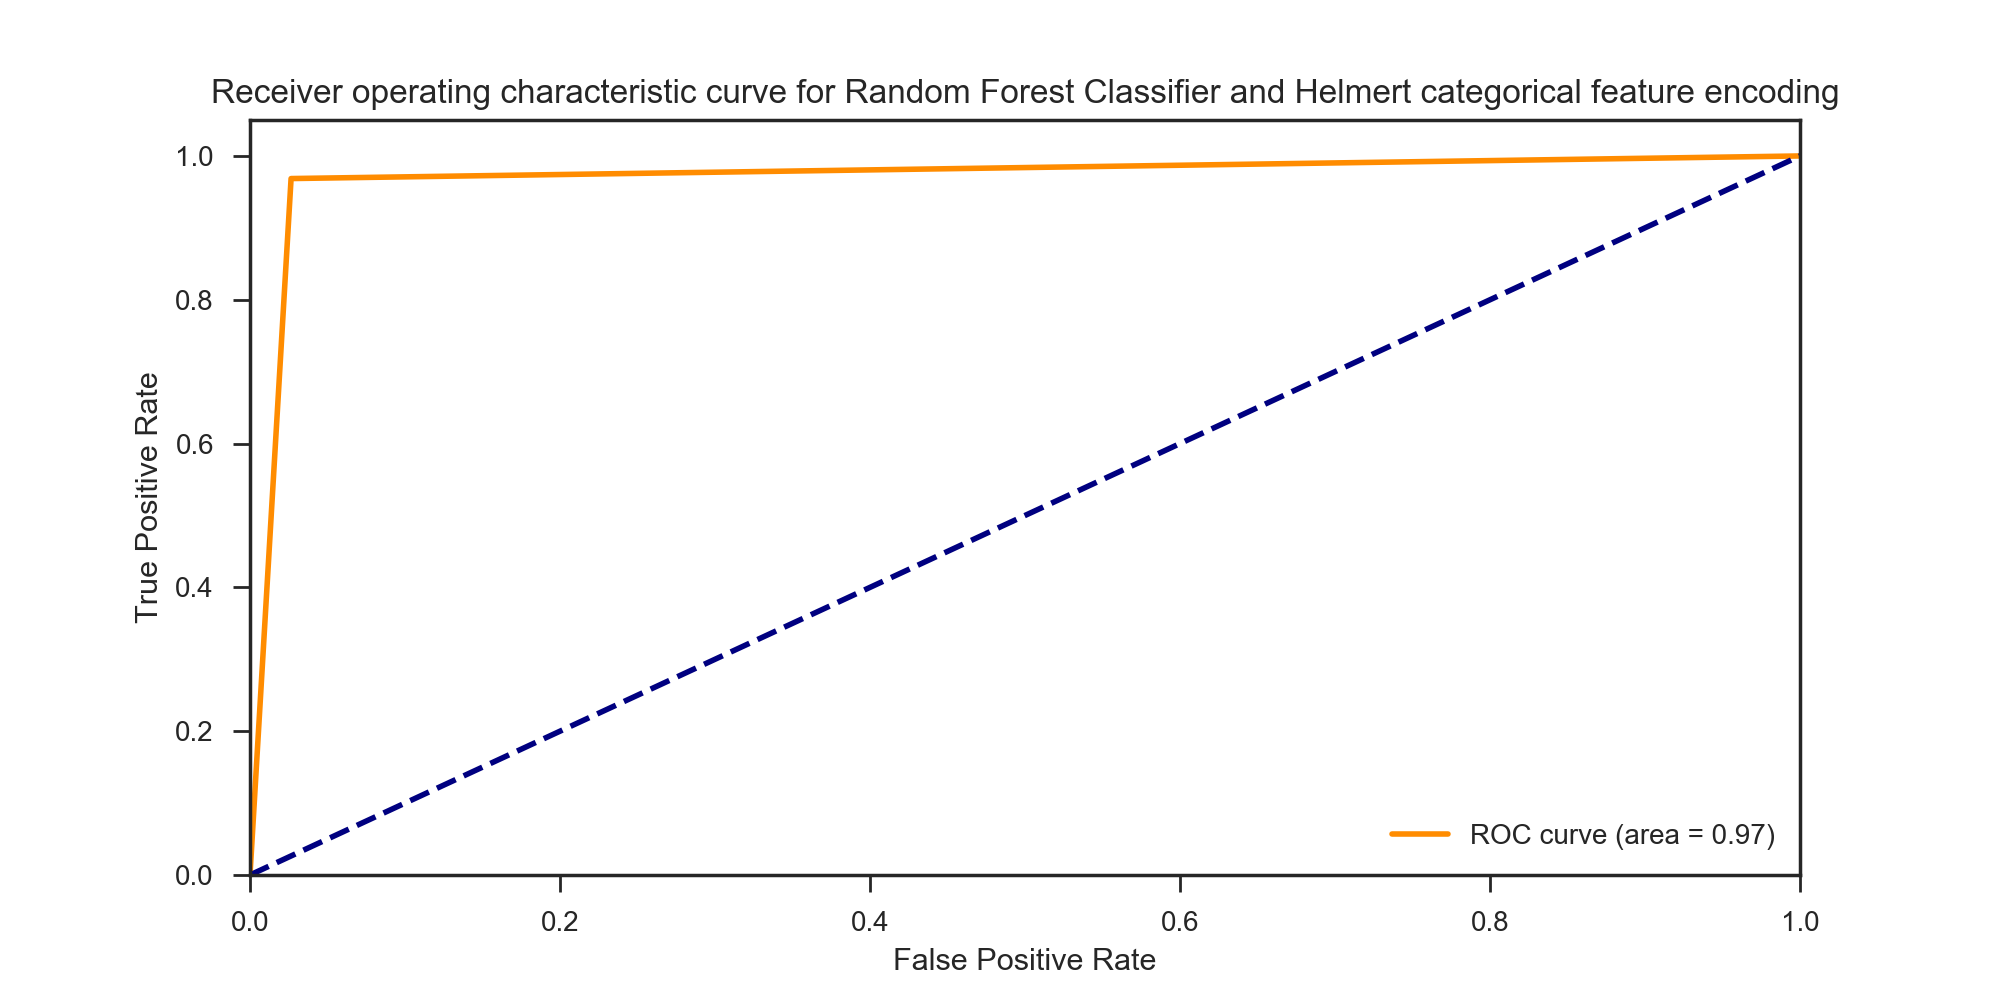 Receiver operating characteristic curve for Random Forest Classifier and Helmert categorical feature encoding
1.0
0.8
0.6
0.4
0.2
0.0
True Positive Rate
ROC curve (area = 0.97)
0.0 0.2 0.4 0.6 0.8 1.0
False Positive Rate